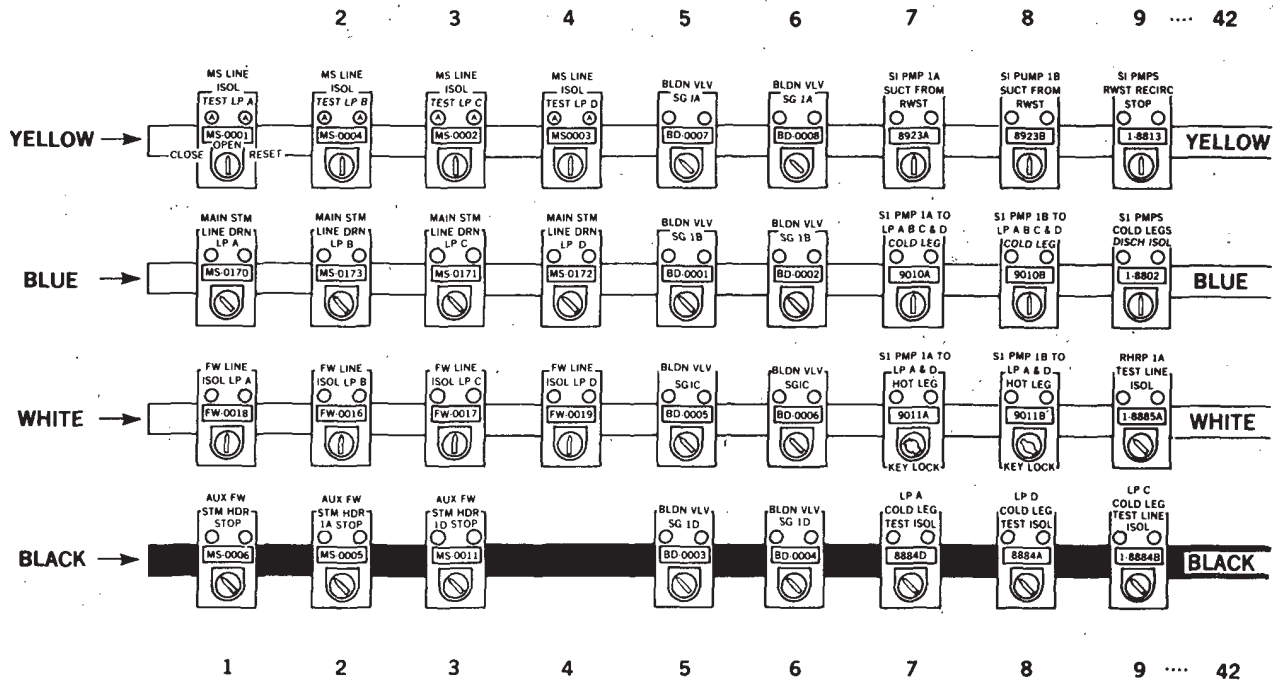 2 3 4 5 6 7 8 9 .... 42
YELLOW
MS LINE
ISOL
TEST LP A
A A
MS-0001
OPEN
CLOSE RESET
MS LINE
ISOL
TEST LP B
A A
MS-0004
MS LINE
ISOL
TEST LP C
A A
MS-0002
MS LINE
ISOL
TEST LP D
A A
MS0003
BLDN VLV
SG IA
BD-0007
BLDN VLV
SG 1A
BD-0008
SI PMP 1A
SUCT FROM
RWST
8923A
SI PUMP 1B
SUCT FROM
RWST
8923B
SI PMPS
RWST RECIRC
STOP
1-8813
YELLOW
BLUE
MAIN STM
LINE DRN
LP A
MS-0170
MAIN STM
LINE DRN
LP B
MS-0173
MAIN STM
LINE DRN
LP C
MS-0171
MAIN STM
LINE DRN
LP D
MS-0172
BLDN VLV
SG 1B
BD-0001
BLDN VLV
SG 1B
BD-0002
S1 PMP 1A TO
LP A B C & D
COLD LEG
9010A
S1 PMP 1B TO
LP A B C & D
COLD LEG
9010B
S1 PMPS
COLD LEGS
DISCH ISOL
1-8802
BLUE
WHITE
FW LINE
ISOL LP A
FW-0018
FW LINE
ISOL LP B
FW-0016
FW LINE
ISOL LP C
FW-0017
FW LINE
ISOL LP D
FW-0019
BLDN VLV
SGIC
BD-0005
BLDN VLV
SGIC
BD-0006
S1 PMP 1A TO
LP A & D
HOT LEG
9011A
KEY LOCK
S1 PMP 1B TO
LP A & D
HOT LEG
9011B
KEY LOCK
RHRP 1A
TEST LINE
ISOL
1-8885A
WHITE
BLACK
AUX FW
STM HDR
STOP
MS-0006
AUX FW
STM HDR
1A STOP
MS-0005
AUX FW
STM HDR
1D STOP
MS-0011
BLDN VLV
SG 1D
BD-0003
BLDN VLV
SG 1D
BD-0004
LP A
COLD LEG
TEST ISOL
8884D
LP D
COLD LEG
TEST ISOL
8884A
LP C
COLD LEG
TEST LINE
ISOL
1-8884B
BLACK
1 2 3 4 5 6 7 8 9 .... 42